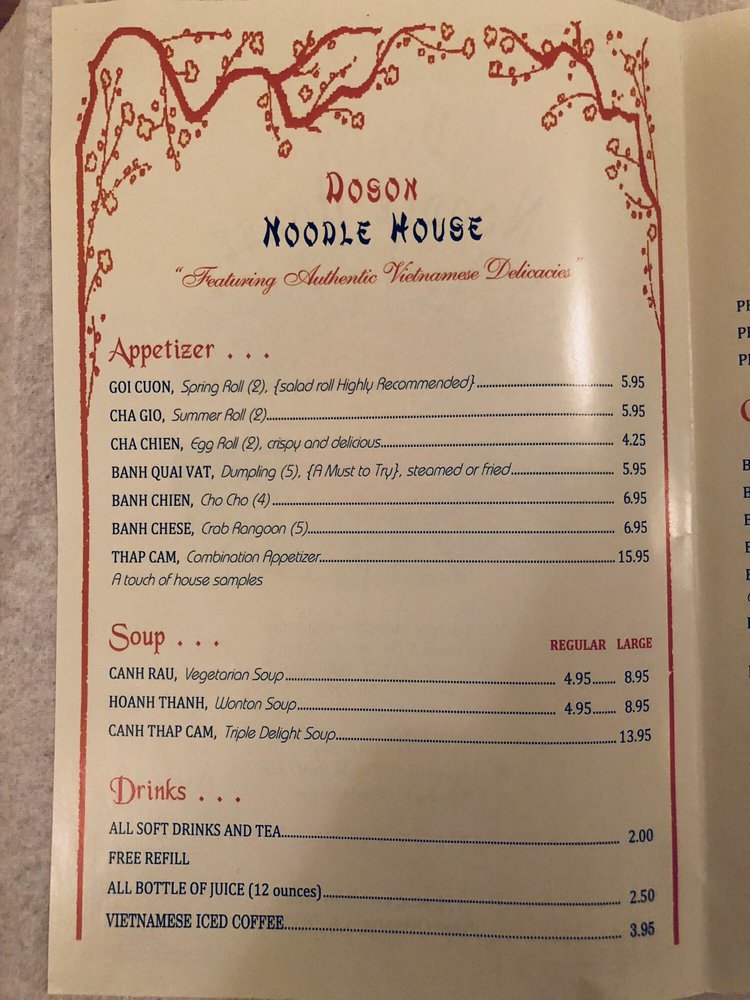 DOSON
NOODLE HOUSE
"Featuring Authentic Vietnamese Delicacies"
Appetizer . . .
GOI CUON, Spring Roll (2), {salad roll Highly Recommended} 5.95
CHA GIO, Summer Roll (2) 5.95
CHA CHIEN, Egg Roll (2), crispy and delicious 4.25
BANH QUAI VAT, Dumpling (5), {A Must to Try}, steamed or fried 5.95
BANH CHIEN, Cho Cho (4) 6.95
BANH CHESE, Crab Rangoon (5) 6.95
THAP CAM, Combination Appetizer 15.95
A touch of house samples
Soup . . . REGULAR LARGE
CANH RAU, Vegetarian Soup 4.95 8.95
HOANH THANH, Wonton Soup 4.95 8.95
CANH THAP CAM, Triple Delight Soup 13.95
Drinks . . .
ALL SOFT DRINKS AND TEA 2.00
FREE REFILL
ALL BOTTLE OF JUICE (12 ounces) 2.50
VIETNAMESE ICED COFFEE 3.95